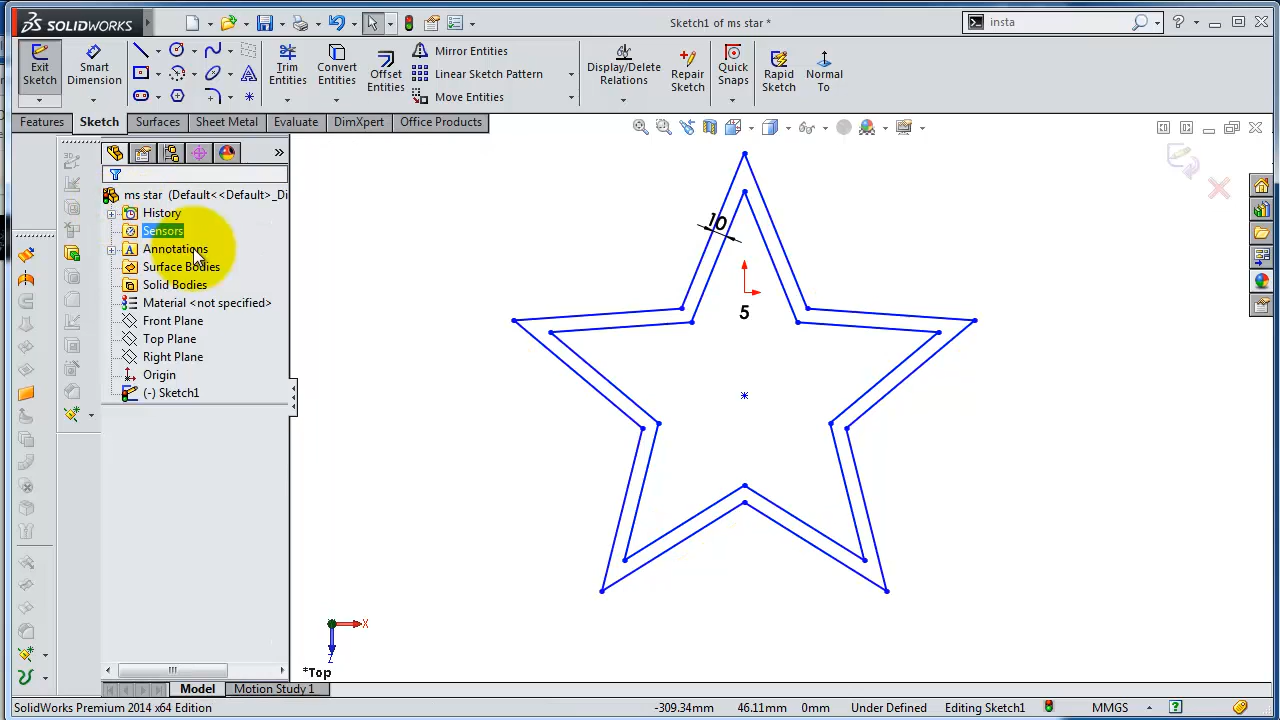 SOLIDWORKS
Sketch1 of ms star *
insta
Exit Sketch
Smart Dimension
Trim Entities
Convert Entities
Offset Entities
Mirror Entities
Linear Sketch Pattern
Move Entities
Display/Delete Relations
Repair Sketch
Quick Snaps
Rapid Sketch
Normal To
Features
Sketch
Surfaces
Sheet Metal
Evaluate
DimXpert
Office Products
ms star (Default<<Default>_Di
History
Sensors
Annotations
Surface Bodies
Solid Bodies
Material <not specified>
Front Plane
Top Plane
Right Plane
Origin
(-) Sketch1
10
5
X
Z
*Top
Model
Motion Study 1
SolidWorks Premium 2014 x64 Edition
-309.34mm
46.11mm
0mm
Under Defined
Editing Sketch1
MMGS